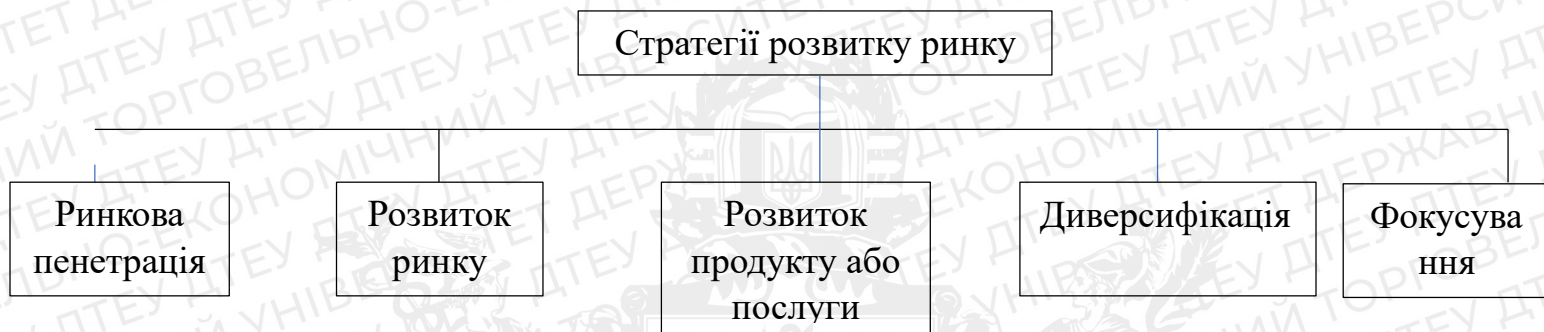 Стратегії розвитку ринку
Ринкова
пенетрація
Розвиток
ринку
Розвиток
продукту або
послуги
Диверсифікація
Фокусува
ння